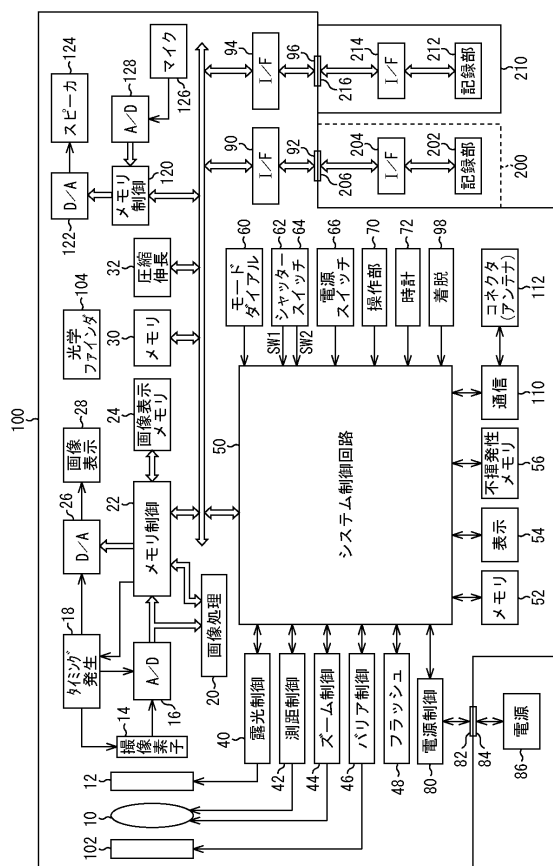 100
102
10
12
14
撮像
素子
16
A/D
18
タイミング
発生
20
画像処理
22
メモリ制御
24
画像表示
メモリ
26
D/A
28
画像
表示
104
光学
ファインダ
30
メモリ
32
圧縮
伸長
122
D/A
124
スピーカ
120
メモリ
制御
128
A/D
126
マイク
40
露光制御
42
測距制御
44
ズーム制御
46
バリア制御
48
フラッシュ
80
電源制御
82
84
86
電源
50
システム制御回路
52
メモリ
54
表示
56
不揮発性
メモリ
110
通信
112
コネクタ
(アンテナ)
60
モード
ダイアル
62
64
シャッター
スイッチ
SW1
SW2
66
電源
スイッチ
70
操作部
72
時計
98
着脱
90
I/F
92
206
204
I/F
202
記録部
200
94
I/F
96
216
214
I/F
212
記録部
210